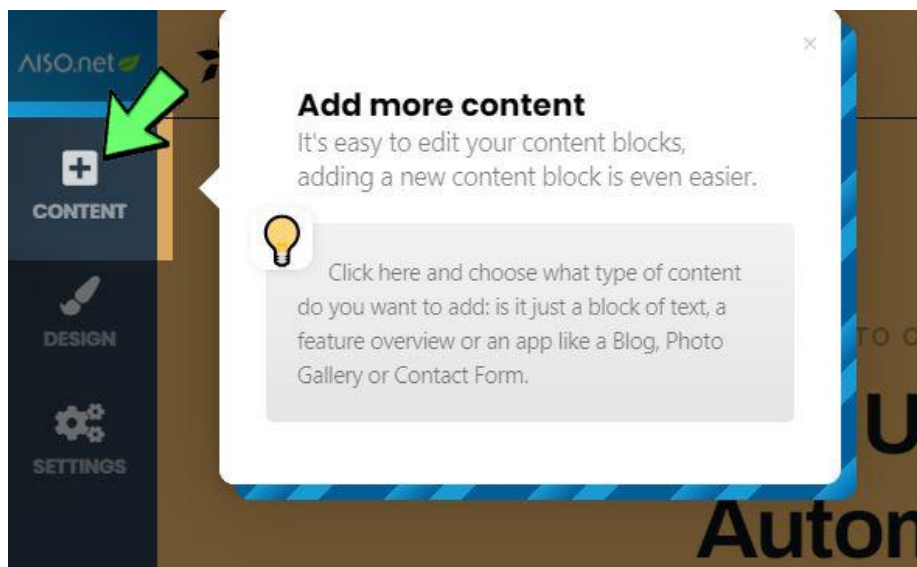 AISO.net
CONTENT
DESIGN
SETTINGS
×
Add more content
It's easy to edit your content blocks,
adding a new content block is even easier.
Click here and choose what type of content
do you want to add: is it just a block of text, a
feature overview or an app like a Blog, Photo
Gallery or Contact Form.
TO
U
Autom